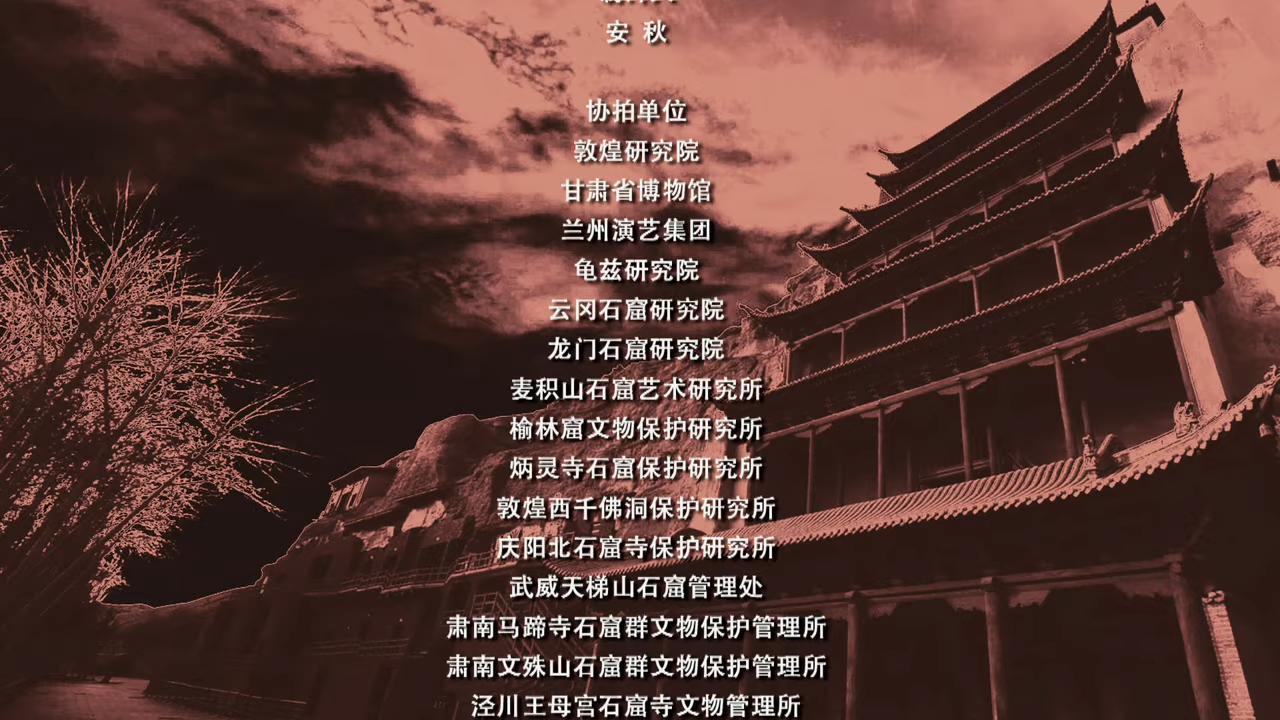 安 秋
协拍单位
敦煌研究院
甘肃省博物馆
兰州演艺集团
龟兹研究院
云冈石窟研究院
龙门石窟研究院
麦积山石窟艺术研究所
榆林窟文物保护研究所
炳灵寺石窟保护研究所
敦煌西千佛洞保护研究所
庆阳北石窟寺保护研究所
武威天梯山石窟管理处
肃南马蹄寺石窟群文物保护管理所
肃南文殊山石窟群文物保护管理所
泾川王母宫石窟寺文物管理所